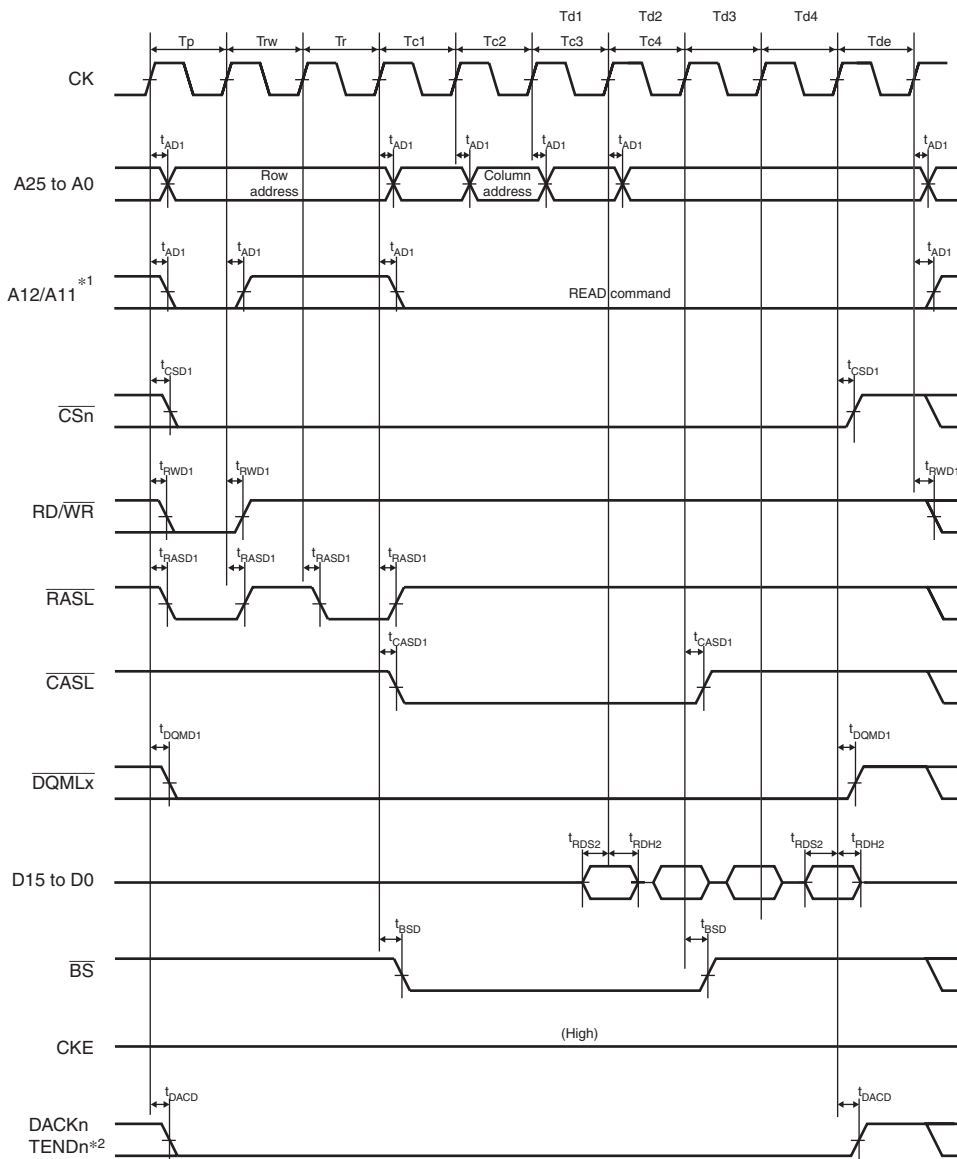 Td1 Td2 Td3 Td4
Tp Trw Tr Tc1 Tc2 Tc3 Tc4 Tde
CK
tAD1 tAD1 tAD1 tAD1 tAD1 tAD1
A25 to A0
Row
address
Column
address
tAD1 tAD1 tAD1 tAD1
A12/A11*1
READ command
tCSD1 tCSD1
CSn
tRWD1 tRWD1 tRWD1
RD/WR
tRASD1 tRASD1 tRASD1 tRASD1
RASL
tCASD1 tCASD1
CASL
tDQMD1 tDQMD1
DQMLx
tRDS2 tRDH2 tRDS2 tRDH2
D15 to D0
tBSD tBSD
BS
(High)
CKE
tDACD tDACD
DACKn
TENDn*2